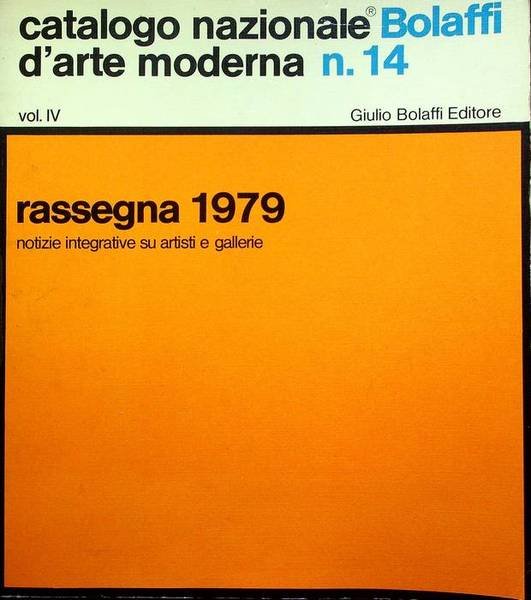 catalogo nazionale® Bolaffi
d'arte moderna n. 14
vol. IV Giulio Bolaffi Editore
rassegna 1979
notizie integrative su artisti e gallerie